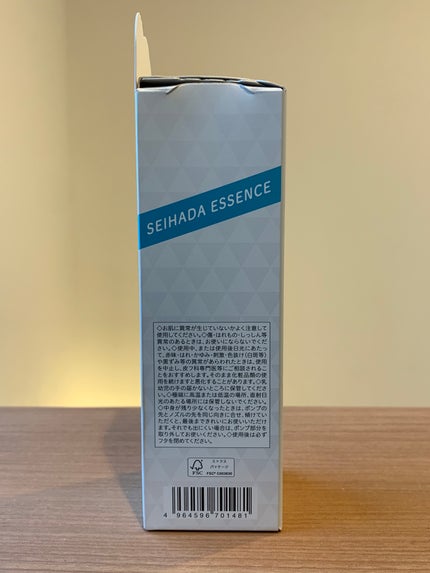 SEIHADA ESSENCE
◇お肌に異常が生じていないかよく注意して
使用してください。◇傷・はれもの・しっしん等
異常のあるときは、お使いにならないでくださ
い。◇使用中、または使用後日光にあたっ
て、赤味・はれ・かゆみ・刺激・色抜け(白斑等)
や黒ずみ等の異常があらわれたときは、使用
を中止し、皮フ科専門医等にご相談されるこ
とをおすすめします。そのまま化粧品類の使
用を続けますと悪化することがあります。◇乳
幼児の手の届かないところに保管してくださ
い。◇極端に高温または低温の場所、直射日
光のあたる場所には保管しないでください。
◇中身が残り少なくなったときは、ポンプの
先とノズルの先を同じ向きに合せ、傾けてい
ただくと、最後まできれいにお使いいただけ
ます。それでも出にくい場合は、ポンプ部分を
取り外してお使いください。◇使用後は必ず
フタを閉めてください。
ミックス
パッケージ
FSC
4 964596 701481